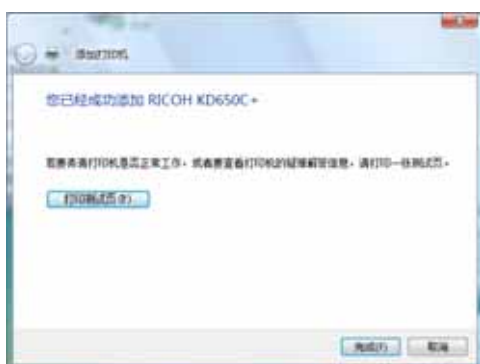 添加打印机
您已经成功添加 RICOH KD650C+
若要弄清打印机是否正常工作，或者要查看打印机的疑难解答信息，请打印一张测试页。
打印测试页(P)
完成(F)
取消